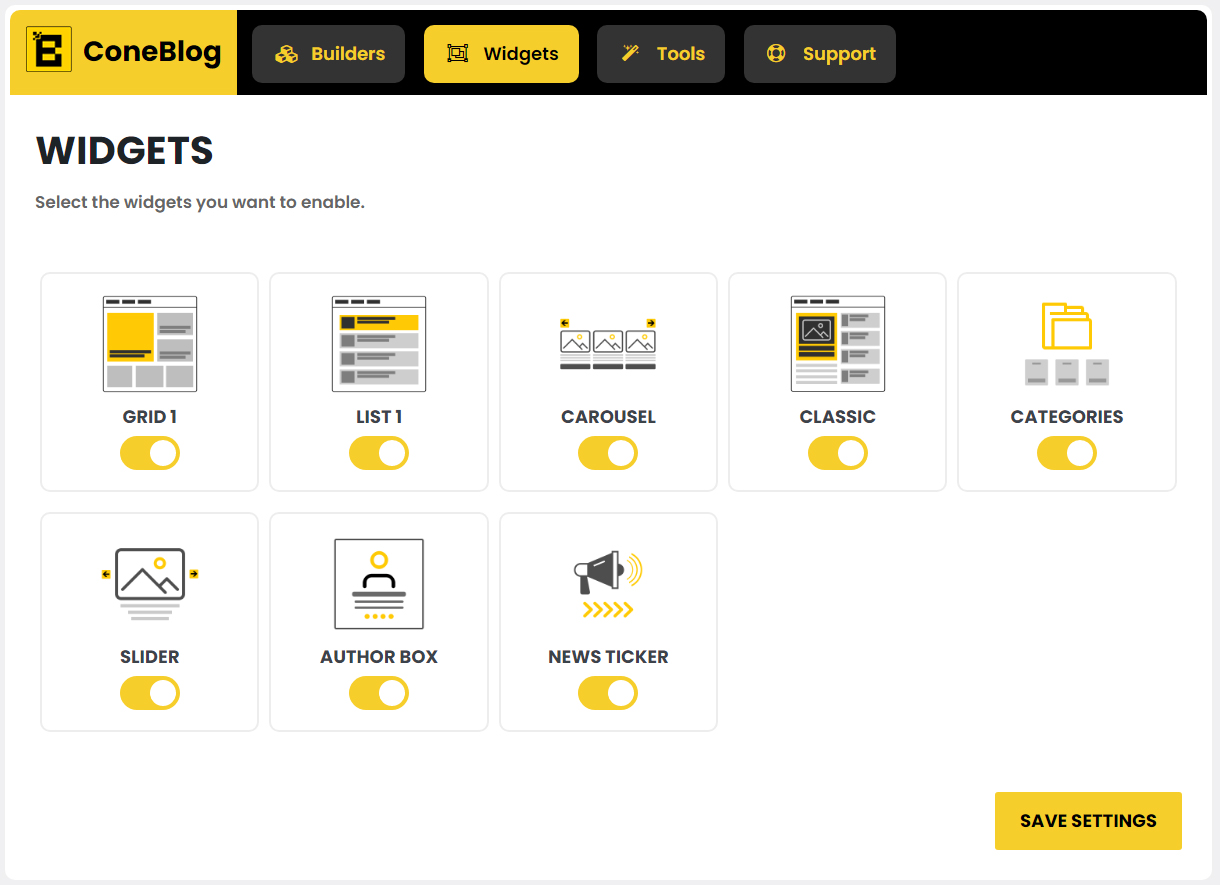 ConeBlog
Builders
Widgets
Tools
Support
WIDGETS
Select the widgets you want to enable.
GRID 1
LIST 1
CAROUSEL
CLASSIC
CATEGORIES
SLIDER
AUTHOR BOX
NEWS TICKER
SAVE SETTINGS